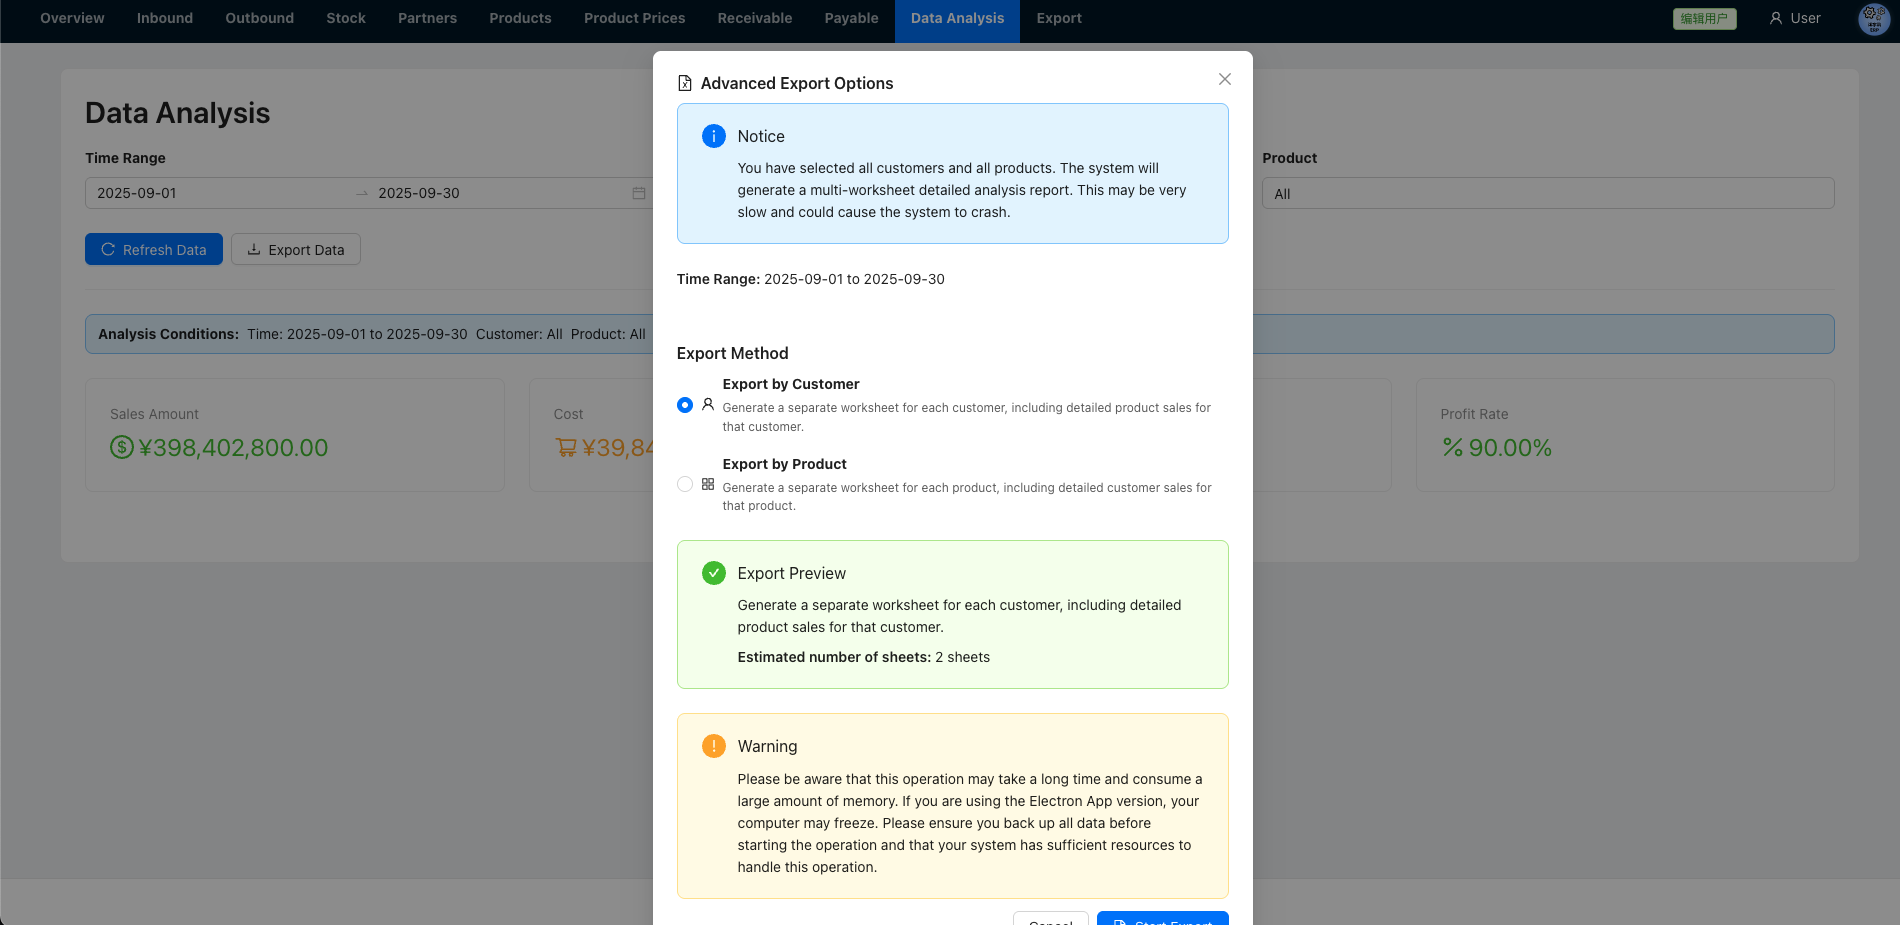 Overview Inbound Outbound Stock Partners Products Product Prices Receivable Payable Data Analysis Export 编辑用户 User
Advanced Export Options
Notice
You have selected all customers and all products. The system will
generate a multi-worksheet detailed analysis report. This may be very
slow and could cause the system to crash.
Time Range: 2025-09-01 to 2025-09-30
Export Method
Export by Customer
Generate a separate worksheet for each customer, including detailed product sales for
that customer.
Export by Product
Generate a separate worksheet for each product, including detailed customer sales for
that product.
Export Preview
Generate a separate worksheet for each customer, including detailed
product sales for that customer.
Estimated number of sheets: 2 sheets
Warning
Please be aware that this operation may take a long time and consume a
large amount of memory. If you are using the Electron App version, your
computer may freeze. Please ensure you back up all data before
starting the operation and that your system has sufficient resources to
handle this operation.
Cancel Start Export
Data Analysis
Time Range
2025-09-01 → 2025-09-30
Product
All
Refresh Data Export Data
Analysis Conditions: Time: 2025-09-01 to 2025-09-30 Customer: All Product: All
Sales Amount
¥398,402,800.00
Cost
¥39,84
Profit Rate
90.00%